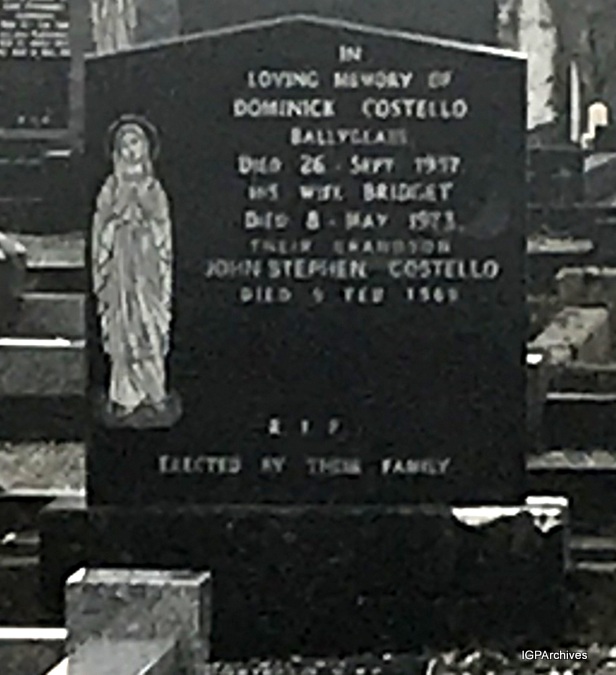 IN
LOVING MEMORY OF
DOMINICK COSTELLO
BALLYGLASS
DIED 26 - SEPT
HIS WIFE BRIDGET
DIED 8 - MAY 1973
THEIR GRANDSON
JOHN STEPHEN COSTELLO
DIED 9 FEB 1969
R I P
ERECTED BY THEIR FAMILY
IGPArchives